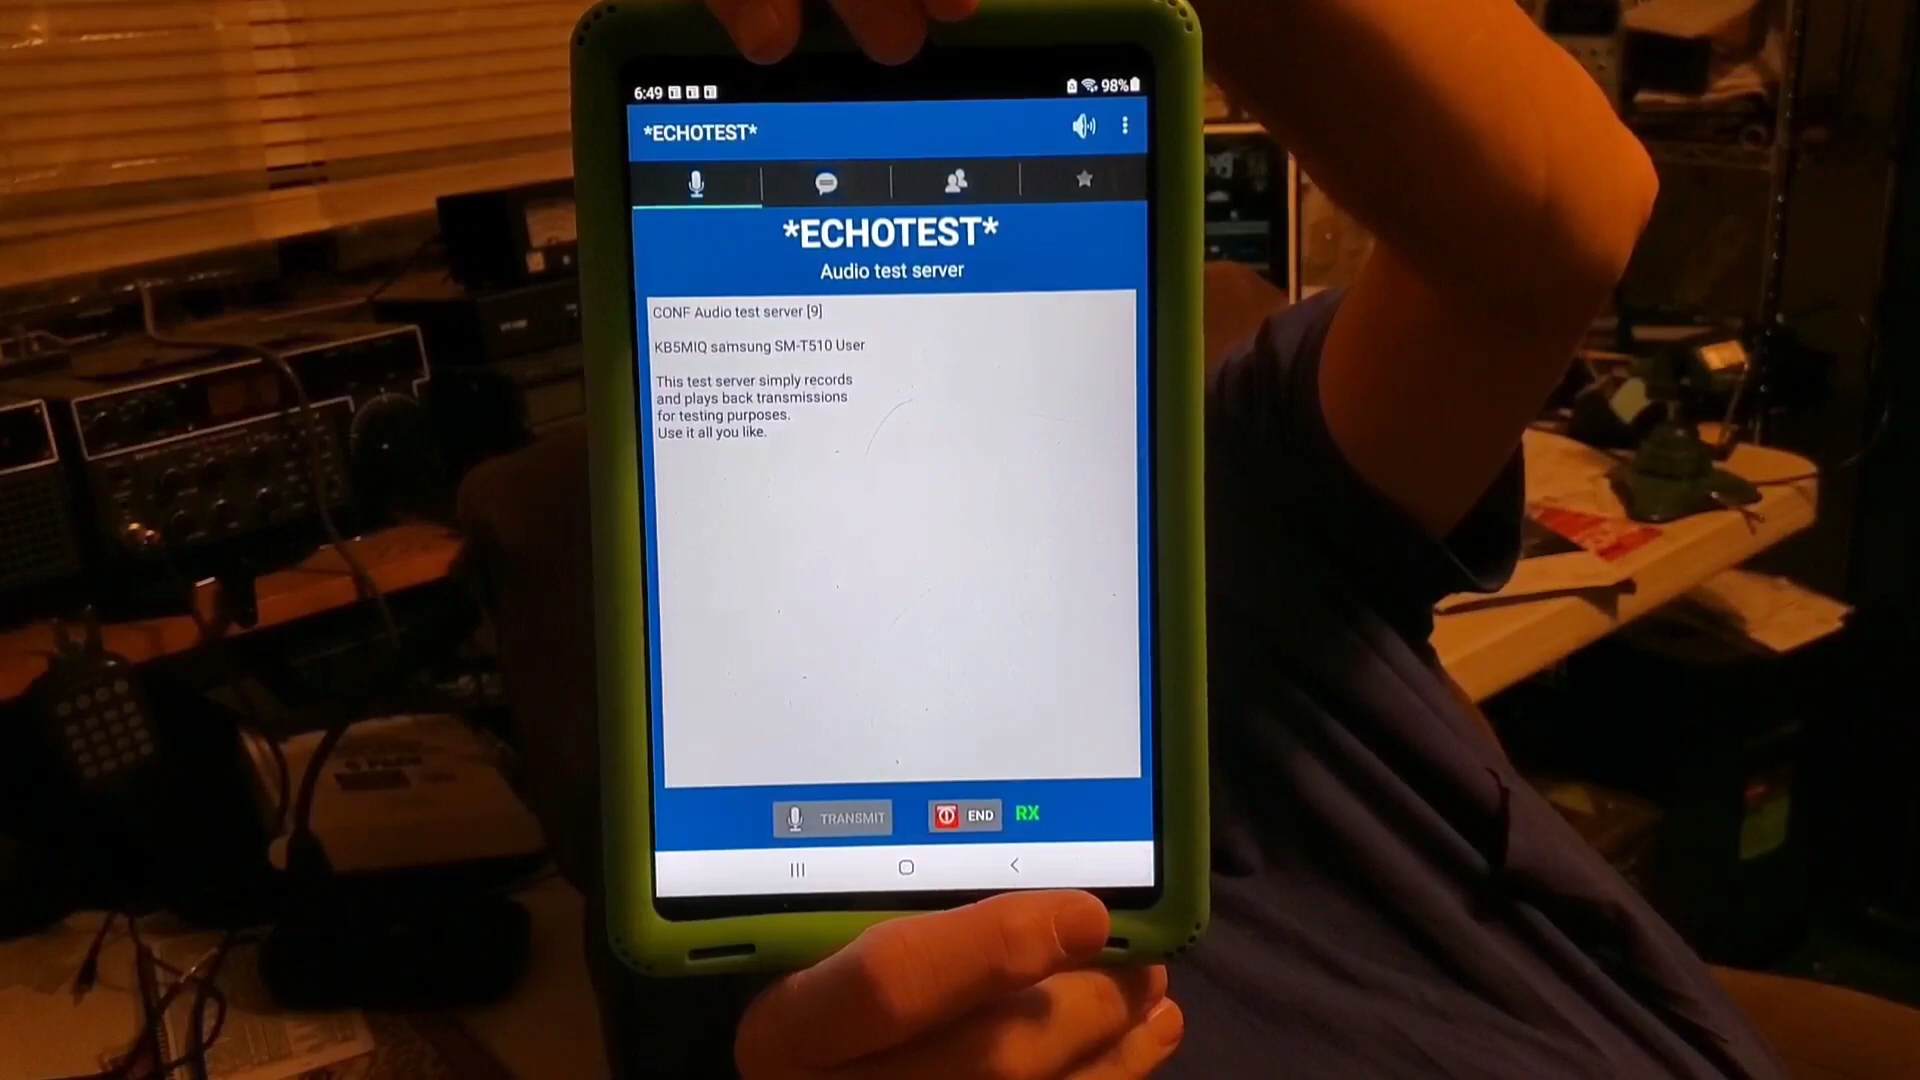 6:49 98%
*ECHOTEST*
*ECHOTEST*
Audio test server
CONF Audio test server [9]
KB5MIQ samsung SM-T510 User
This test server simply records
and plays back transmissions
for testing purposes.
Use it all you like.
TRANSMIT END RX